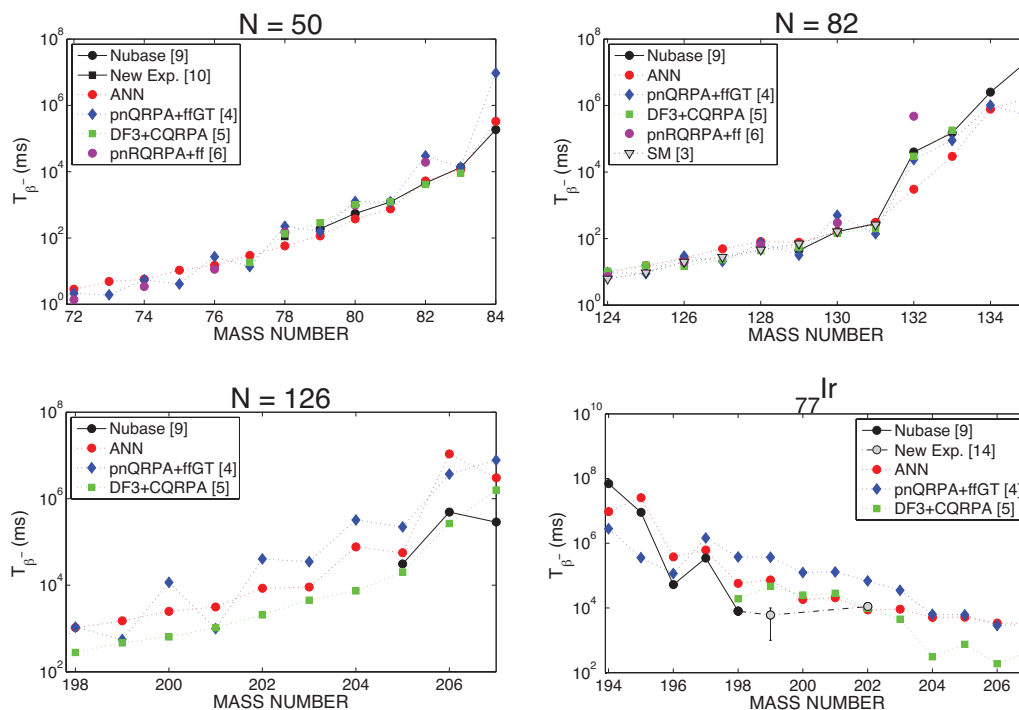 N = 50
10^8
10^6
10^4
10^2
10^0
T_β⁻ (ms)
Nubase [9]
New Exp. [10]
ANN
pnQRPA+ffGT [4]
DF3+CQRPA [5]
pnRQRPA+ff [6]
72 74 76 78 80 82 84
MASS NUMBER
N = 82
10^8
10^6
10^4
10^2
10^0
T_β⁻ (ms)
Nubase [9]
ANN
pnQRPA+ffGT [4]
DF3+CQRPA [5]
pnRQRPA+ff [6]
SM [3]
124 126 128 130 132 134
MASS NUMBER
N = 126
10^8
10^6
10^4
10^2
T_β⁻ (ms)
Nubase [9]
ANN
pnQRPA+ffGT [4]
DF3+CQRPA [5]
198 200 202 204 206
MASS NUMBER
77Ir
10^10
10^8
10^6
10^4
10^2
T_β⁻ (ms)
Nubase [9]
New Exp. [14]
ANN
pnQRPA+ffGT [4]
DF3+CQRPA [5]
194 196 198 200 202 204 206
MASS NUMBER